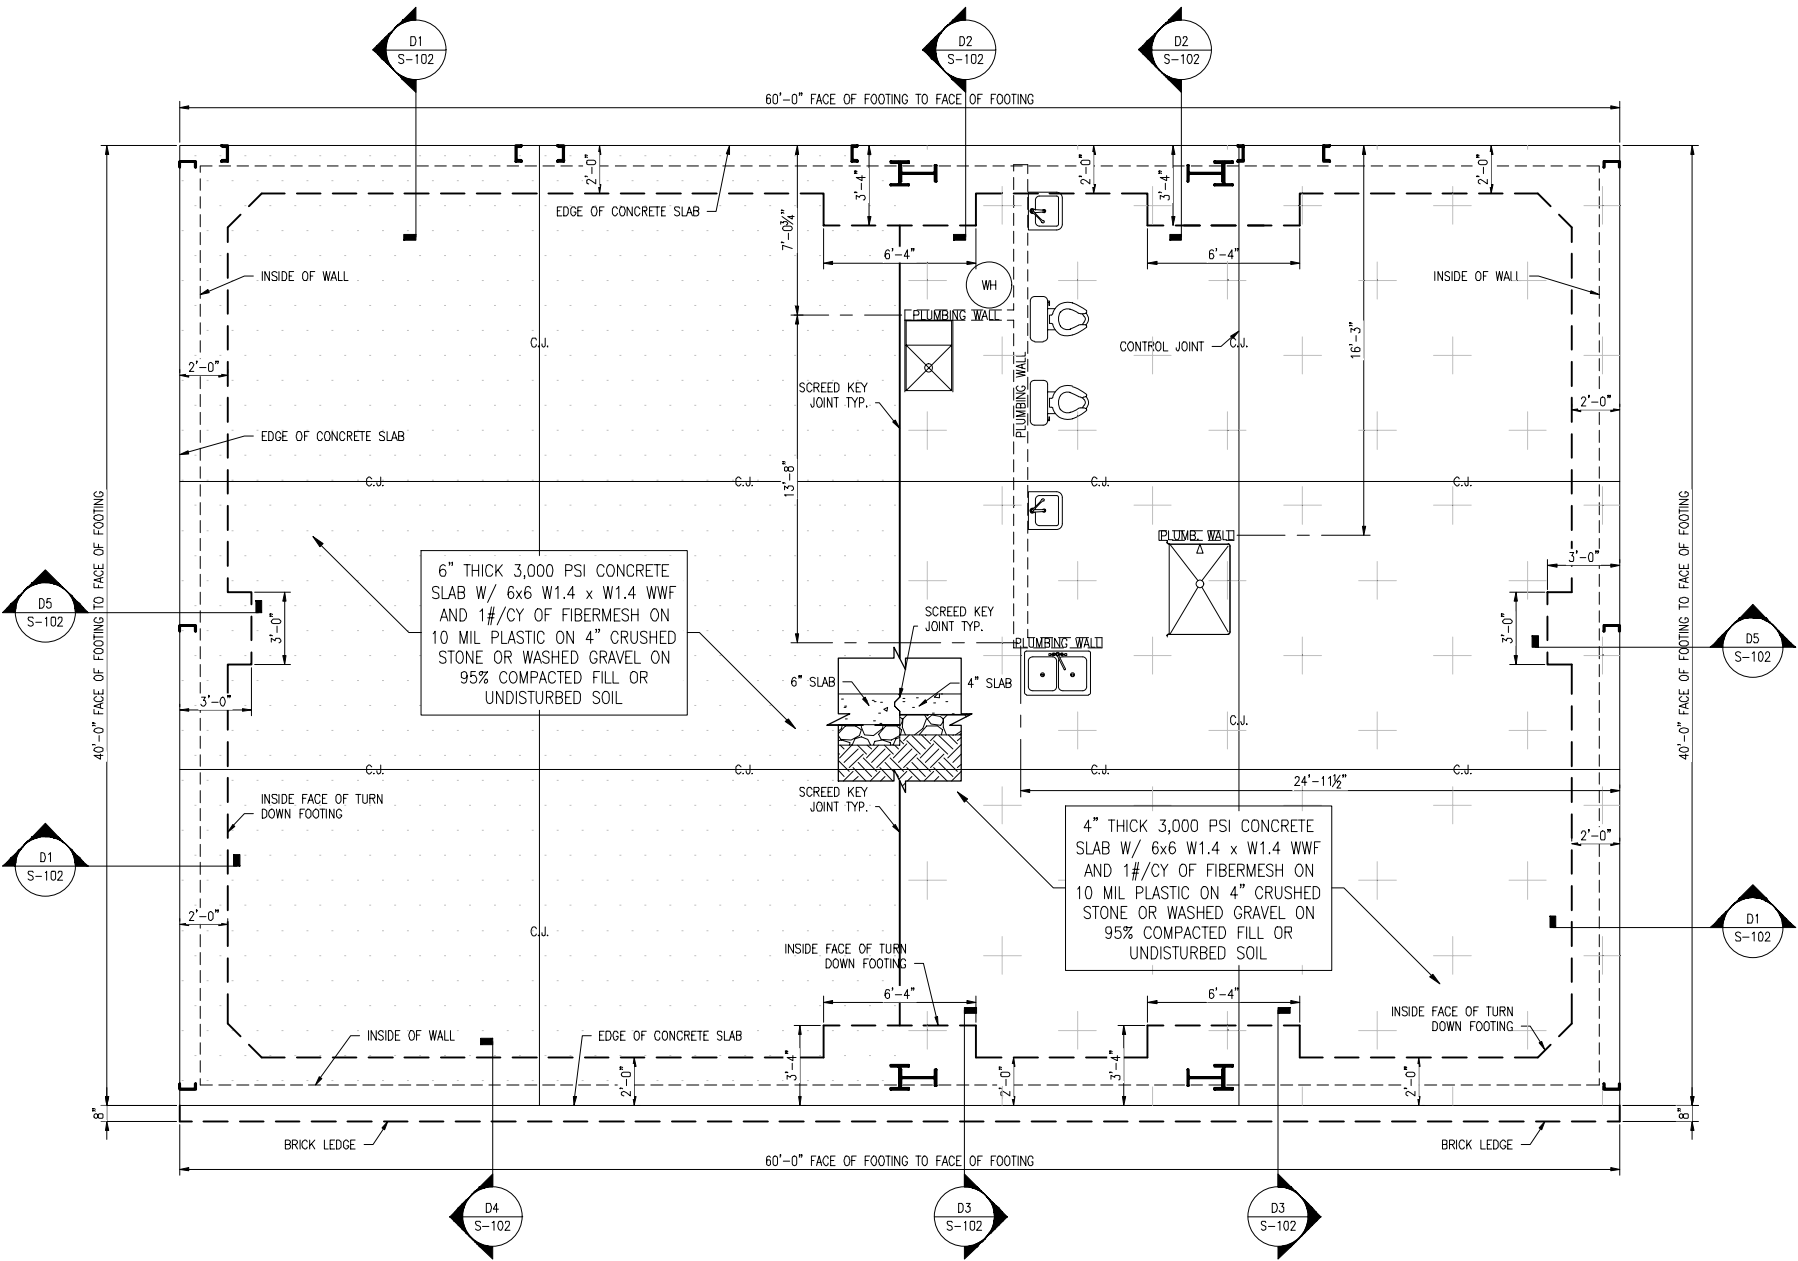 D1
S-102
D2
S-102
D2
S-102
60'-0" FACE OF FOOTING TO FACE OF FOOTING
2'-0"
3'-4"
2'-0"
3'-4"
2'-0"
EDGE OF CONCRETE SLAB
7'-0¾"
6'-4"
6'-4"
INSIDE OF WALL
INSIDE OF WALL
WH
PLUMBING WALL
C.J.
CONTROL JOINT
C.J.
16'-3"
2'-0"
SCREED KEY
JOINT TYP.
PLUMBING WALL
2'-0"
EDGE OF CONCRETE SLAB
13'-8"
C.J.
C.J.
C.J.
C.J.
40'-0" FACE OF FOOTING TO FACE OF FOOTING
40'-0" FACE OF FOOTING TO FACE OF FOOTING
PLUMB. WALL
3'-0"
6" THICK 3,000 PSI CONCRETE
SLAB W/ 6x6 W1.4 x W1.4 WWF
AND 1#/CY OF FIBERMESH ON
10 MIL PLASTIC ON 4" CRUSHED
STONE OR WASHED GRAVEL ON
95% COMPACTED FILL OR
UNDISTURBED SOIL
D5
S-102
3'-0"
SCREED KEY
JOINT TYP.
3'-0"
D5
S-102
PLUMBING WALL
6" SLAB
4" SLAB
3'-0"
C.J.
C.J.
C.J.
C.J.
C.J.
24'-11½"
SCREED KEY
JOINT TYP.
INSIDE FACE OF TURN
DOWN FOOTING
4" THICK 3,000 PSI CONCRETE
SLAB W/ 6x6 W1.4 x W1.4 WWF
AND 1#/CY OF FIBERMESH ON
10 MIL PLASTIC ON 4" CRUSHED
STONE OR WASHED GRAVEL ON
95% COMPACTED FILL OR
UNDISTURBED SOIL
2'-0"
D1
S-102
2'-0"
D1
S-102
C.J.
INSIDE FACE OF TURN
DOWN FOOTING
6'-4"
6'-4"
INSIDE FACE OF TURN
DOWN FOOTING
INSIDE OF WALL
EDGE OF CONCRETE SLAB
2'-0"
3'-4"
2'-0"
3'-4"
2'-0"
8"
8"
BRICK LEDGE
BRICK LEDGE
60'-0" FACE OF FOOTING TO FACE OF FOOTING
D4
S-102
D3
S-102
D3
S-102